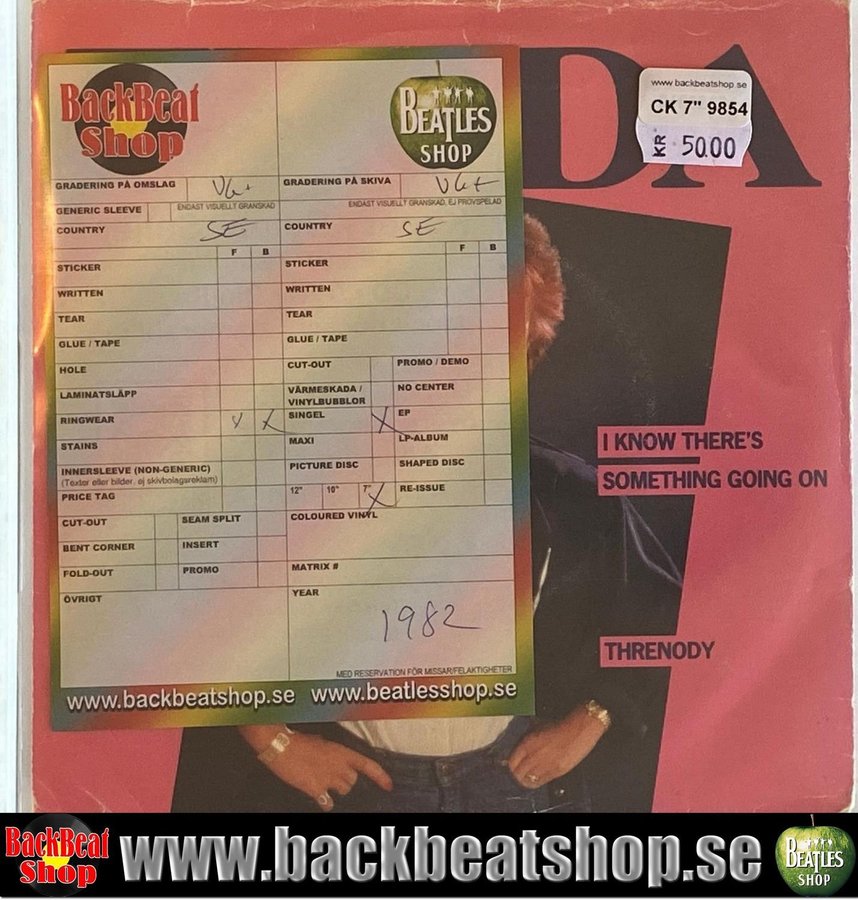 DA
www.backbeatshop.se
CK 7" 9854
KR 50.00
BackBeat
Shop
BEATLES
SHOP
GRADERING PÅ OMSLAG VG+
GENERIC SLEEVE
ENDAST VISUELLT GRANSKAD
COUNTRY SE
F B
STICKER
WRITTEN
TEAR
GLUE / TAPE
HOLE
LAMINATSLÄPP
RINGWEAR X X
STAINS
INNERSLEEVE (NON-GENERIC)
(Texter eller bilder, ej skivbolagsreklam)
PRICE TAG
CUT-OUT SEAM SPLIT
BENT CORNER INSERT
FOLD-OUT PROMO
ÖVRIGT
GRADERING PÅ SKIVA VG+
ENDAST VISUELLT GRANSKAD, EJ PROVSPELAD
COUNTRY SE
F B
STICKER
WRITTEN
TEAR
GLUE / TAPE
CUT-OUT PROMO / DEMO
VÄRMESKADA /
VINYLBUBBLOR
NO CENTER
SINGEL X EP
MAXI LP-ALBUM
PICTURE DISC SHAPED DISC
12" 10" 7" X RE-ISSUE
COLOURED VINYL
MATRIX #
YEAR
1982
MED RESERVATION FÖR MISSAR/FELAKTIGHETER
www.backbeatshop.se www.beatlesshop.se
I KNOW THERE'S
SOMETHING GOING ON
THRENODY
BackBeat
Shop
www.backbeatshop.se
BEATLES
SHOP